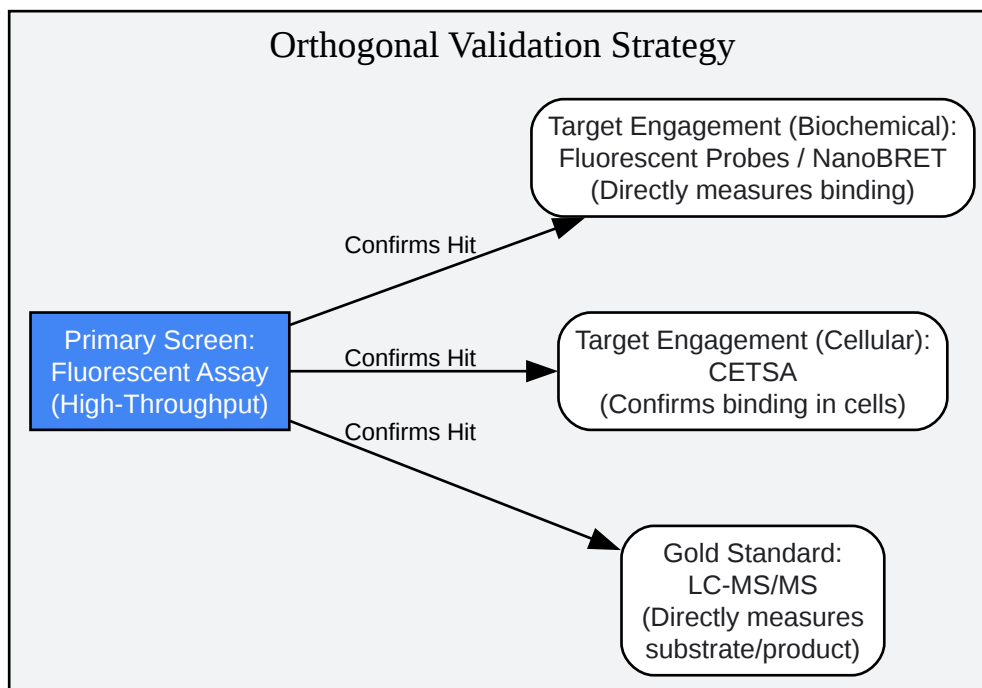 Orthogonal Validation Strategy
Target Engagement (Biochemical):
Fluorescent Probes / NanoBRET
(Directly measures binding)
Confirms Hit
Primary Screen:
Fluorescent Assay
(High-Throughput)
Confirms Hit
Target Engagement (Cellular):
CETSA
(Confirms binding in cells)
Confirms Hit
Gold Standard:
LC-MS/MS
(Directly measures
substrate/product)